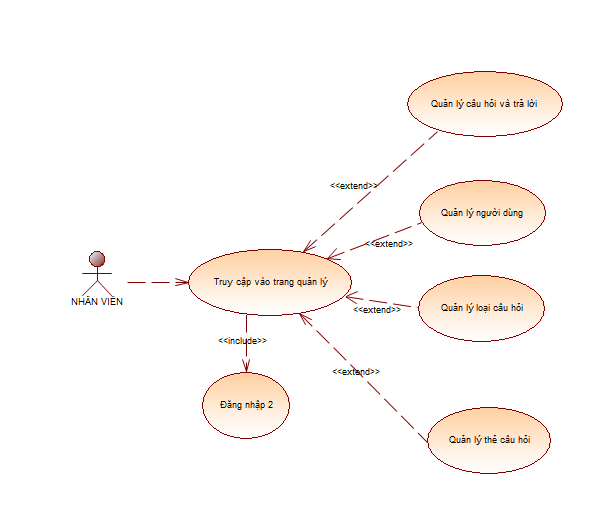 Quản lý câu hỏi và trả lời
<<extend>>
Quản lý người dùng
<<extend>>
Truy cập vào trang quản lý
NHÂN VIÊN
Quản lý loại câu hỏi
<<extend>>
<<include>>
<<extend>>
Đăng nhập 2
Quản lý thẻ câu hỏi